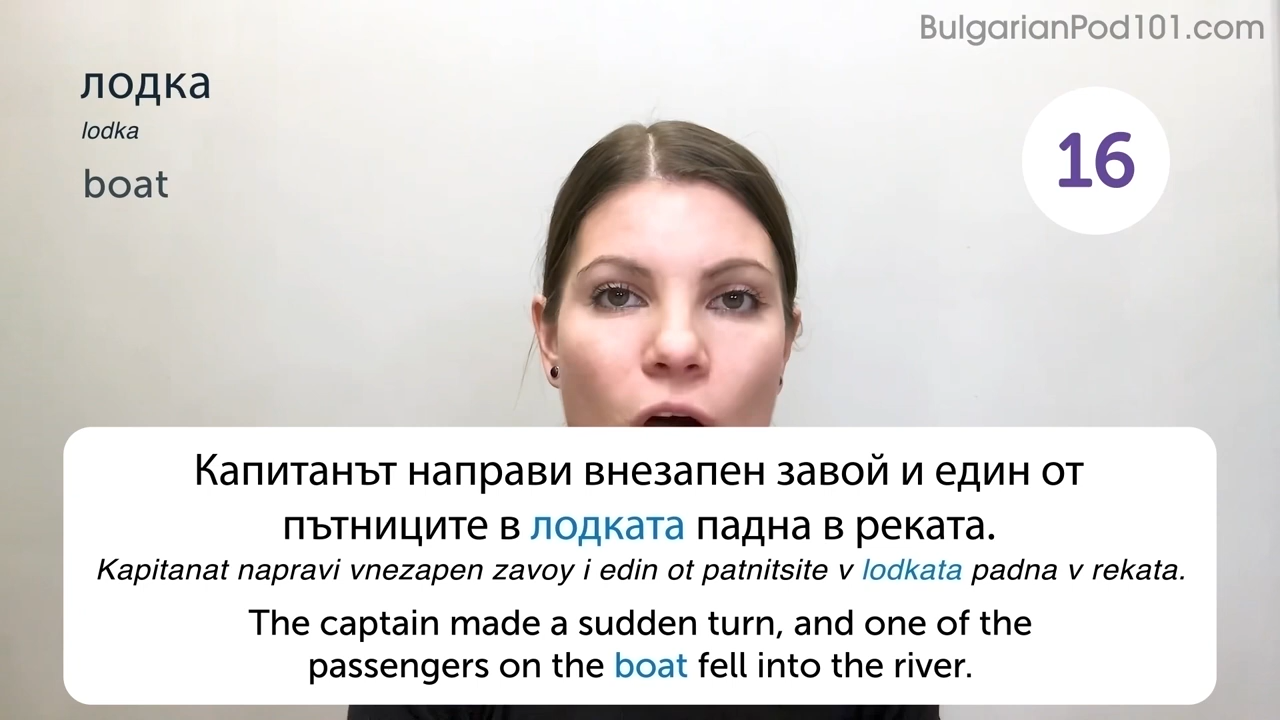 BulgarianPod101.com
лодка
lodka
boat
16
Капитанът направи внезапен завой и един от
пътниците в лодката падна в реката.
Kapitanat napravi vnezapen zavoy i edin ot patnitsite v lodkata padna v rekata.
The captain made a sudden turn, and one of the
passengers on the boat fell into the river.